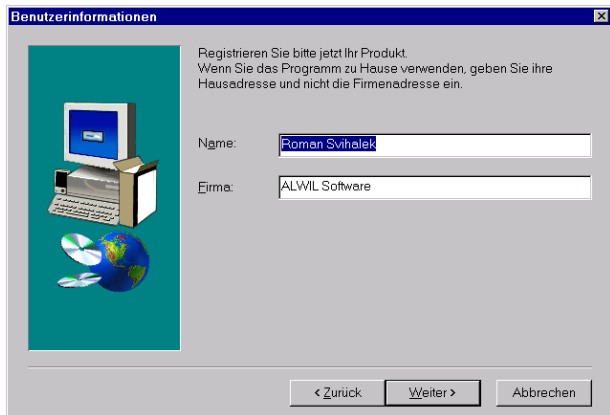 Benutzerinformationen
Registrieren Sie bitte jetzt Ihr Produkt.
Wenn Sie das Programm zu Hause verwenden, geben Sie ihre
Hausadresse und nicht die Firmenadresse ein.
Name: Roman Svihalek
Firma: ALWIL Software
< Zurück Weiter > Abbrechen